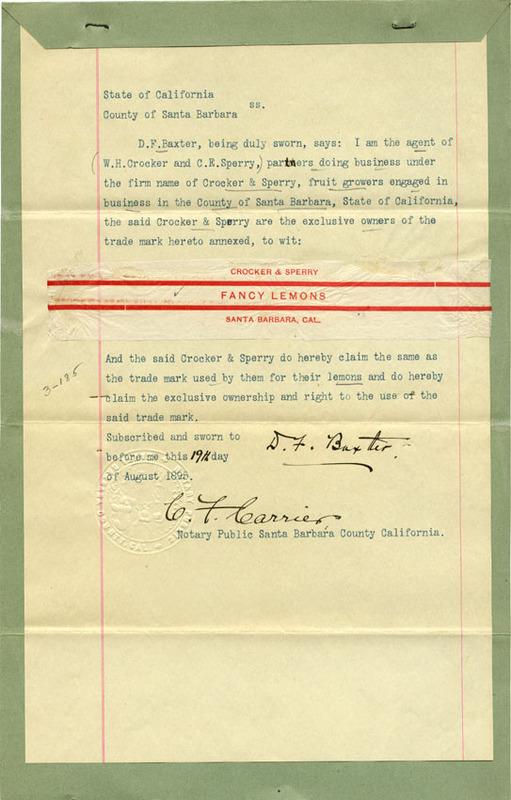 State of California
ss.
County of Santa Barbara
D.F.Baxter, being duly sworn, says: I am the agent of
(W.H.Crocker and C.E.Sperry,) partners doing business under
the firm name of Crocker & Sperry, fruit growers engaged in
business in the County of Santa Barbara, State of California,
the said Crocker & Sperry are the exclusive owners of the
trade mark hereto annexed, to wit:
CROCKER & SPERRY
FANCY LEMONS
SANTA BARBARA, CAL.
And the said Crocker & Sperry do hereby claim the same as
the trade mark used by them for their lemons and do hereby
claim the exclusive ownership and right to the use of the
said trade mark.
3-185
Subscribed and sworn to
D. F. Baxter.
before me this 19th day
of August 1895.
C. F. Carrier,
Notary Public Santa Barbara County California.